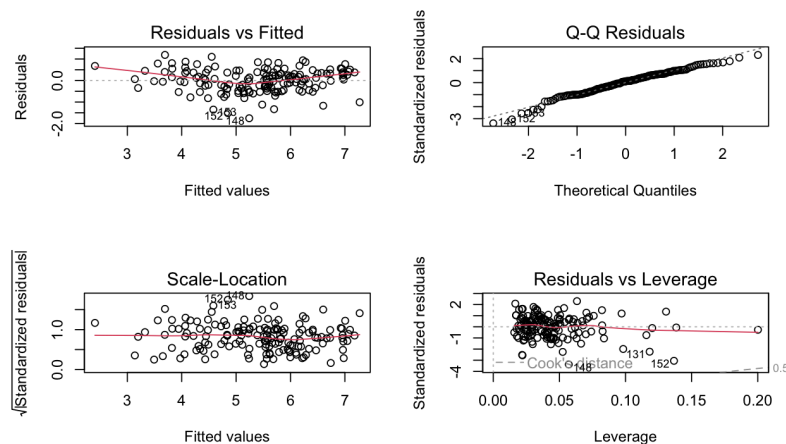 Residuals vs Fitted
Residuals
0.0
-2.0
153
152
148
3 4 5 6 7
Fitted values
Q-Q Residuals
Standardized residuals
2
0
-3
148
152
153
-2 -1 0 1 2
Theoretical Quantiles
Scale-Location
√|Standardized residuals|
1.0
0.0
152
153
148
3 4 5 6 7
Fitted values
Residuals vs Leverage
Standardized residuals
2
-1
-4
Cook's distance
148
131
152
0.5
0.00 0.05 0.10 0.15 0.20
Leverage